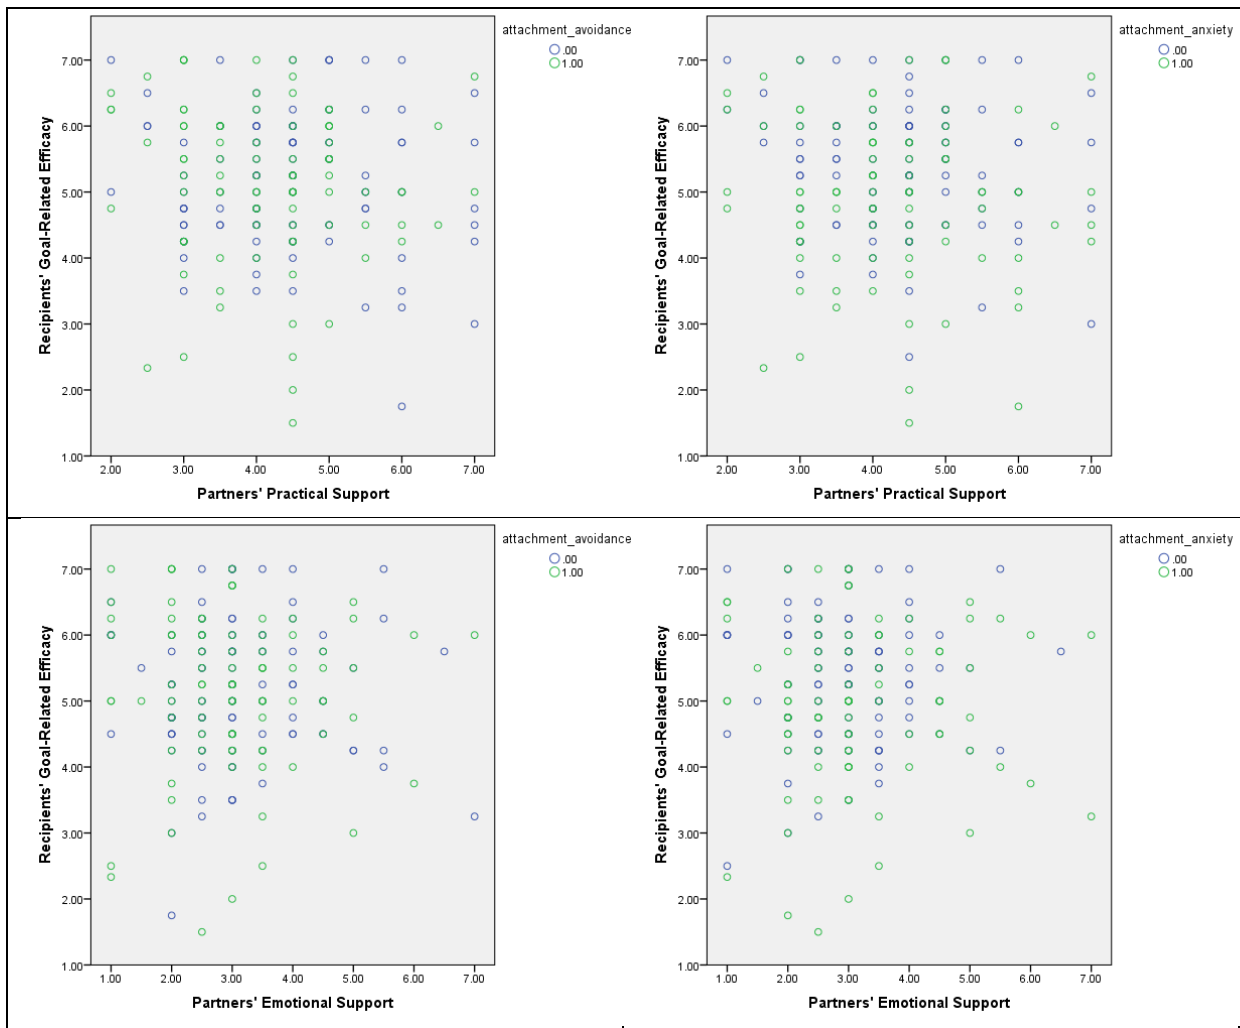 attachment_avoidance
.00
1.00
7.00
6.00
5.00
4.00
3.00
2.00
1.00
Recipients' Goal-Related Efficacy
2.00 3.00 4.00 5.00 6.00 7.00
Partners' Practical Support
attachment_anxiety
.00
1.00
7.00
6.00
5.00
4.00
3.00
2.00
1.00
Recipients' Goal-Related Efficacy
2.00 3.00 4.00 5.00 6.00 7.00
Partners' Practical Support
attachment_avoidance
.00
1.00
7.00
6.00
5.00
4.00
3.00
2.00
1.00
Recipients' Goal-Related Efficacy
1.00 2.00 3.00 4.00 5.00 6.00 7.00
Partners' Emotional Support
attachment_anxiety
.00
1.00
7.00
6.00
5.00
4.00
3.00
2.00
1.00
Recipients' Goal-Related Efficacy
1.00 2.00 3.00 4.00 5.00 6.00 7.00
Partners' Emotional Support